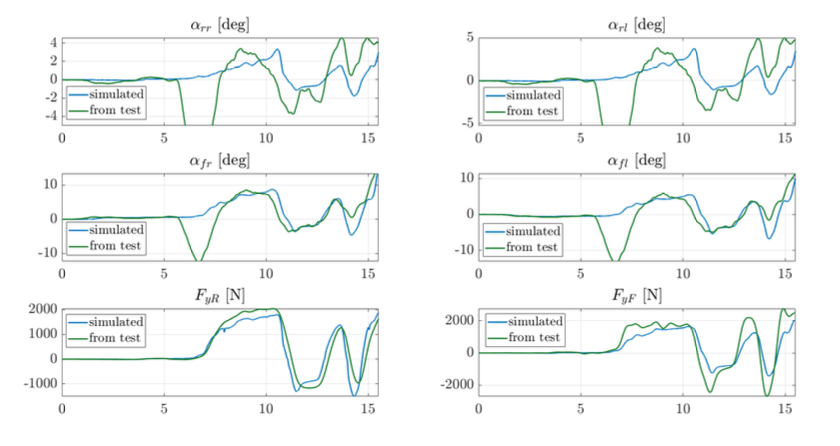 α_rr [deg]
4
2
0
-2
-4
simulated
from test
0 5 10 15
α_rl [deg]
5
0
-5
simulated
from test
0 5 10 15
α_fr [deg]
10
0
-10
simulated
from test
0 5 10 15
α_fl [deg]
10
0
-10
simulated
from test
0 5 10 15
F_yR [N]
2000
1000
0
-1000
simulated
from test
0 5 10 15
F_yF [N]
2000
0
-2000
simulated
from test
0 5 10 15